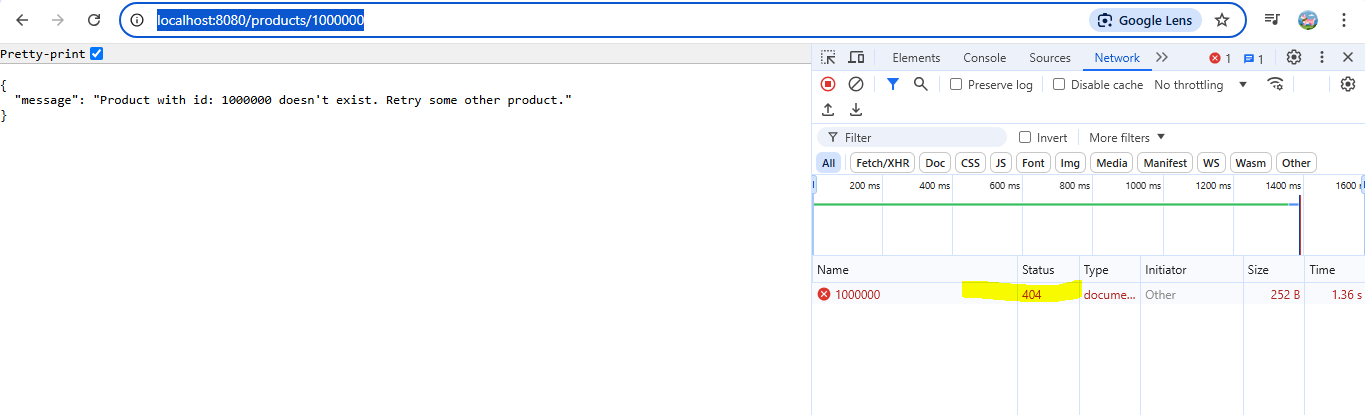 localhost:8080/products/1000000
Google Lens
Pretty-print
{
"message": "Product with id: 1000000 doesn't exist. Retry some other product."
}
Elements Console Sources Network 1 1
Preserve log Disable cache No throttling
Filter Invert More filters
All Fetch/XHR Doc CSS JS Font Img Media Manifest WS Wasm Other
200 ms 400 ms 600 ms 800 ms 1000 ms 1200 ms 1400 ms 1600
Name Status Type Initiator Size Time
1000000 404 docume... Other 252 B 1.36 s